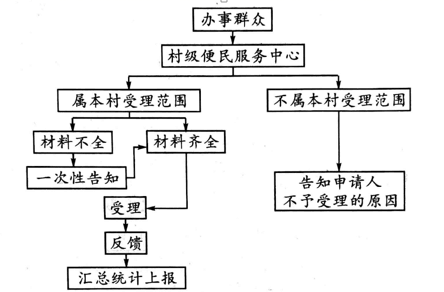 办事群众
村级便民服务中心
属本村受理范围
不属本村受理范围
材料不全
材料齐全
一次性告知
告知申请人
不予受理的原因
受理
反馈
汇总统计上报